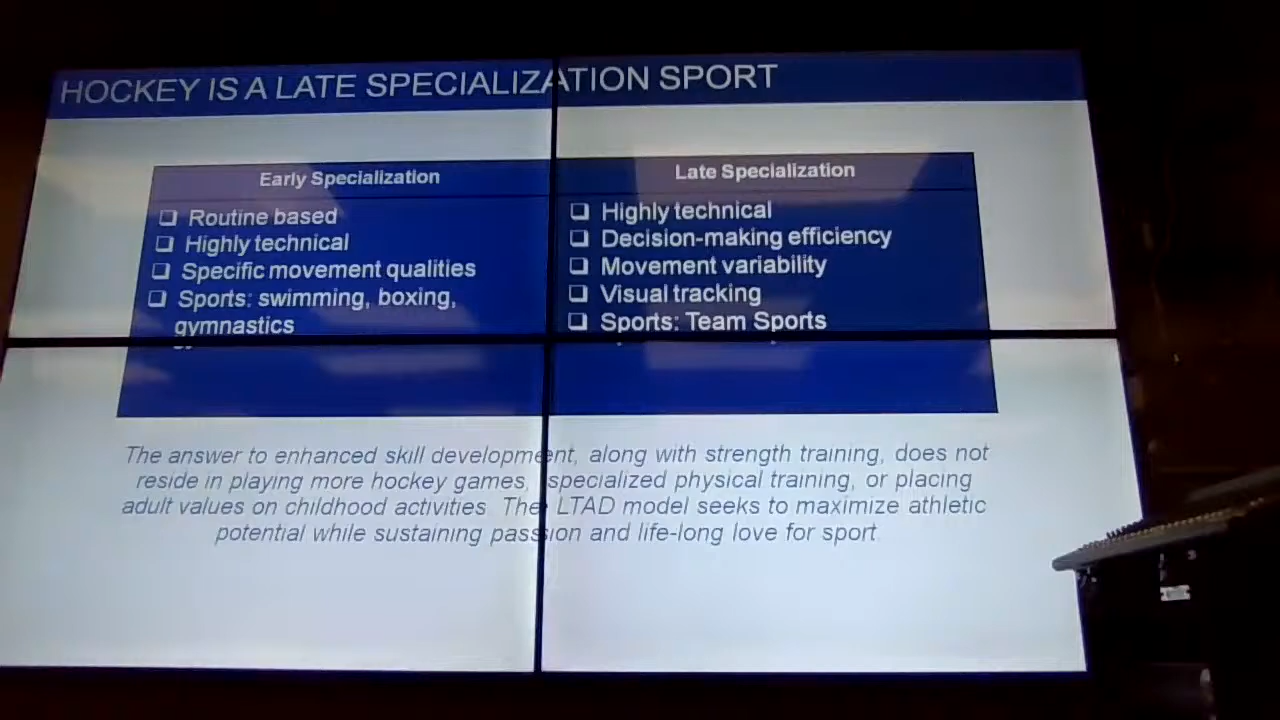 HOCKEY IS A LATE SPECIALIZATION SPORT
Early Specialization
❑ Routine based
❑ Highly technical
❑ Specific movement qualities
❑ Sports: swimming, boxing,
gymnastics
Late Specialization
❑ Highly technical
❑ Decision-making efficiency
❑ Movement variability
❑ Visual tracking
❑ Sports: Team Sports
The answer to enhanced skill development, along with strength training, does not
reside in playing more hockey games, specialized physical training, or placing
adult values on childhood activities. The LTAD model seeks to maximize athletic
potential while sustaining passion and life-long love for sport.